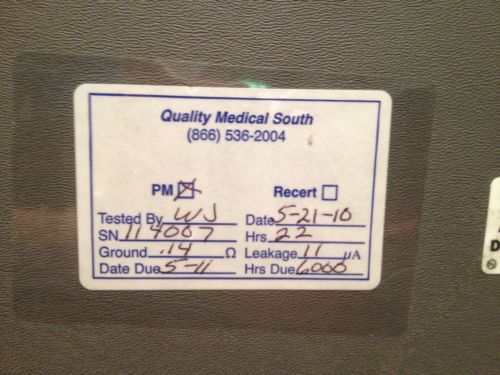 Quality Medical South
(866) 536-2004
PM ☒ Recert ☐
Tested By WJ Date 5-21-10
SN 114007 Hrs 22
Ground .14 Ω Leakage 11 µA
Date Due 5-11 Hrs Due 6000
D